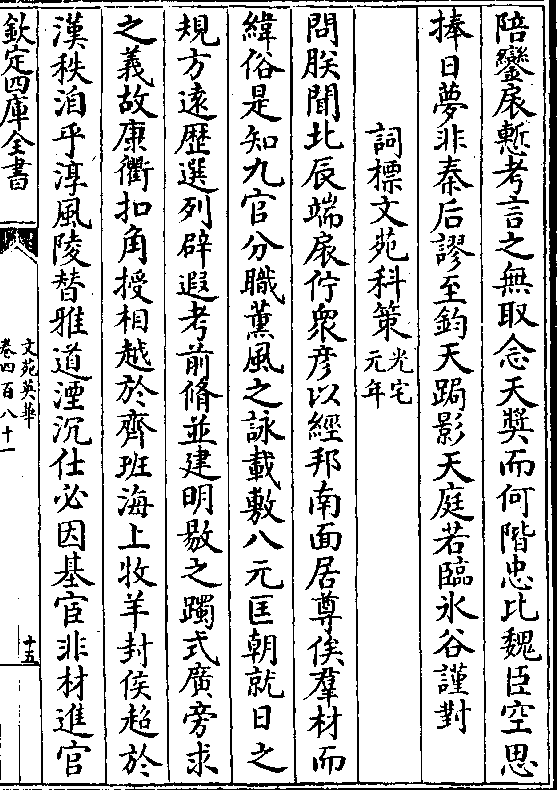 陪鑾扆慙考言之無取念天奬而何階忠比魏臣空思
捧日夢非秦后謬至鈞天跼影天庭若臨氷谷謹對
詞標文苑科策光宅元年
問朕聞北辰端扆佇衆彦以經邦南面居尊俟羣材而
緯俗是知九官分職薰風之詠載敷八元匡朝就日之
規方遠歴選列辟遐考前脩並建明敭之躅式廣旁求
之義故康衢扣角授相越於齊班海上牧羊封侯超於
漢秩洎乎淳風陵替雅道湮沉仕必因基宦非材進官
欽定四庫全書
文苑英華
卷四百八十一
十五